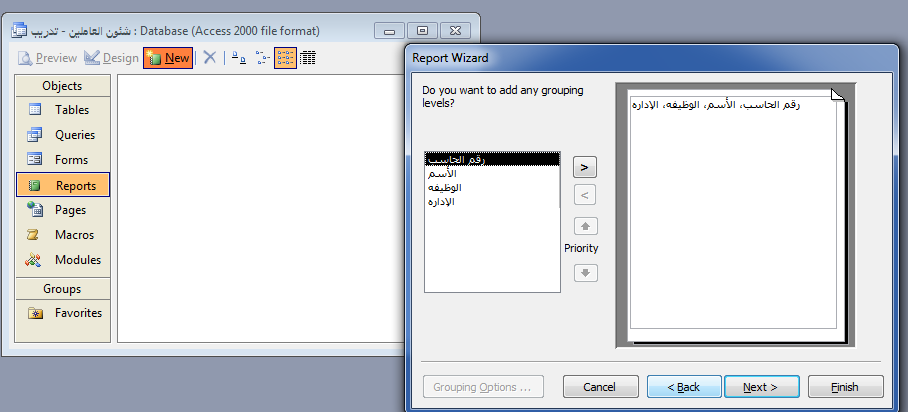 شئون العاملين - تدريب : Database (Access 2000 file format)
Preview Design New
Objects
Tables
Queries
Forms
Reports
Pages
Macros
Modules
Groups
Favorites
Report Wizard
Do you want to add any grouping
levels?
رقم الحاسب
الأسم
الوظيفه
الإداره
>
<
Priority
رقم الحاسب، الأسم، الوظيفه، الإداره
Grouping Options ...
Cancel
< Back
Next >
Finish